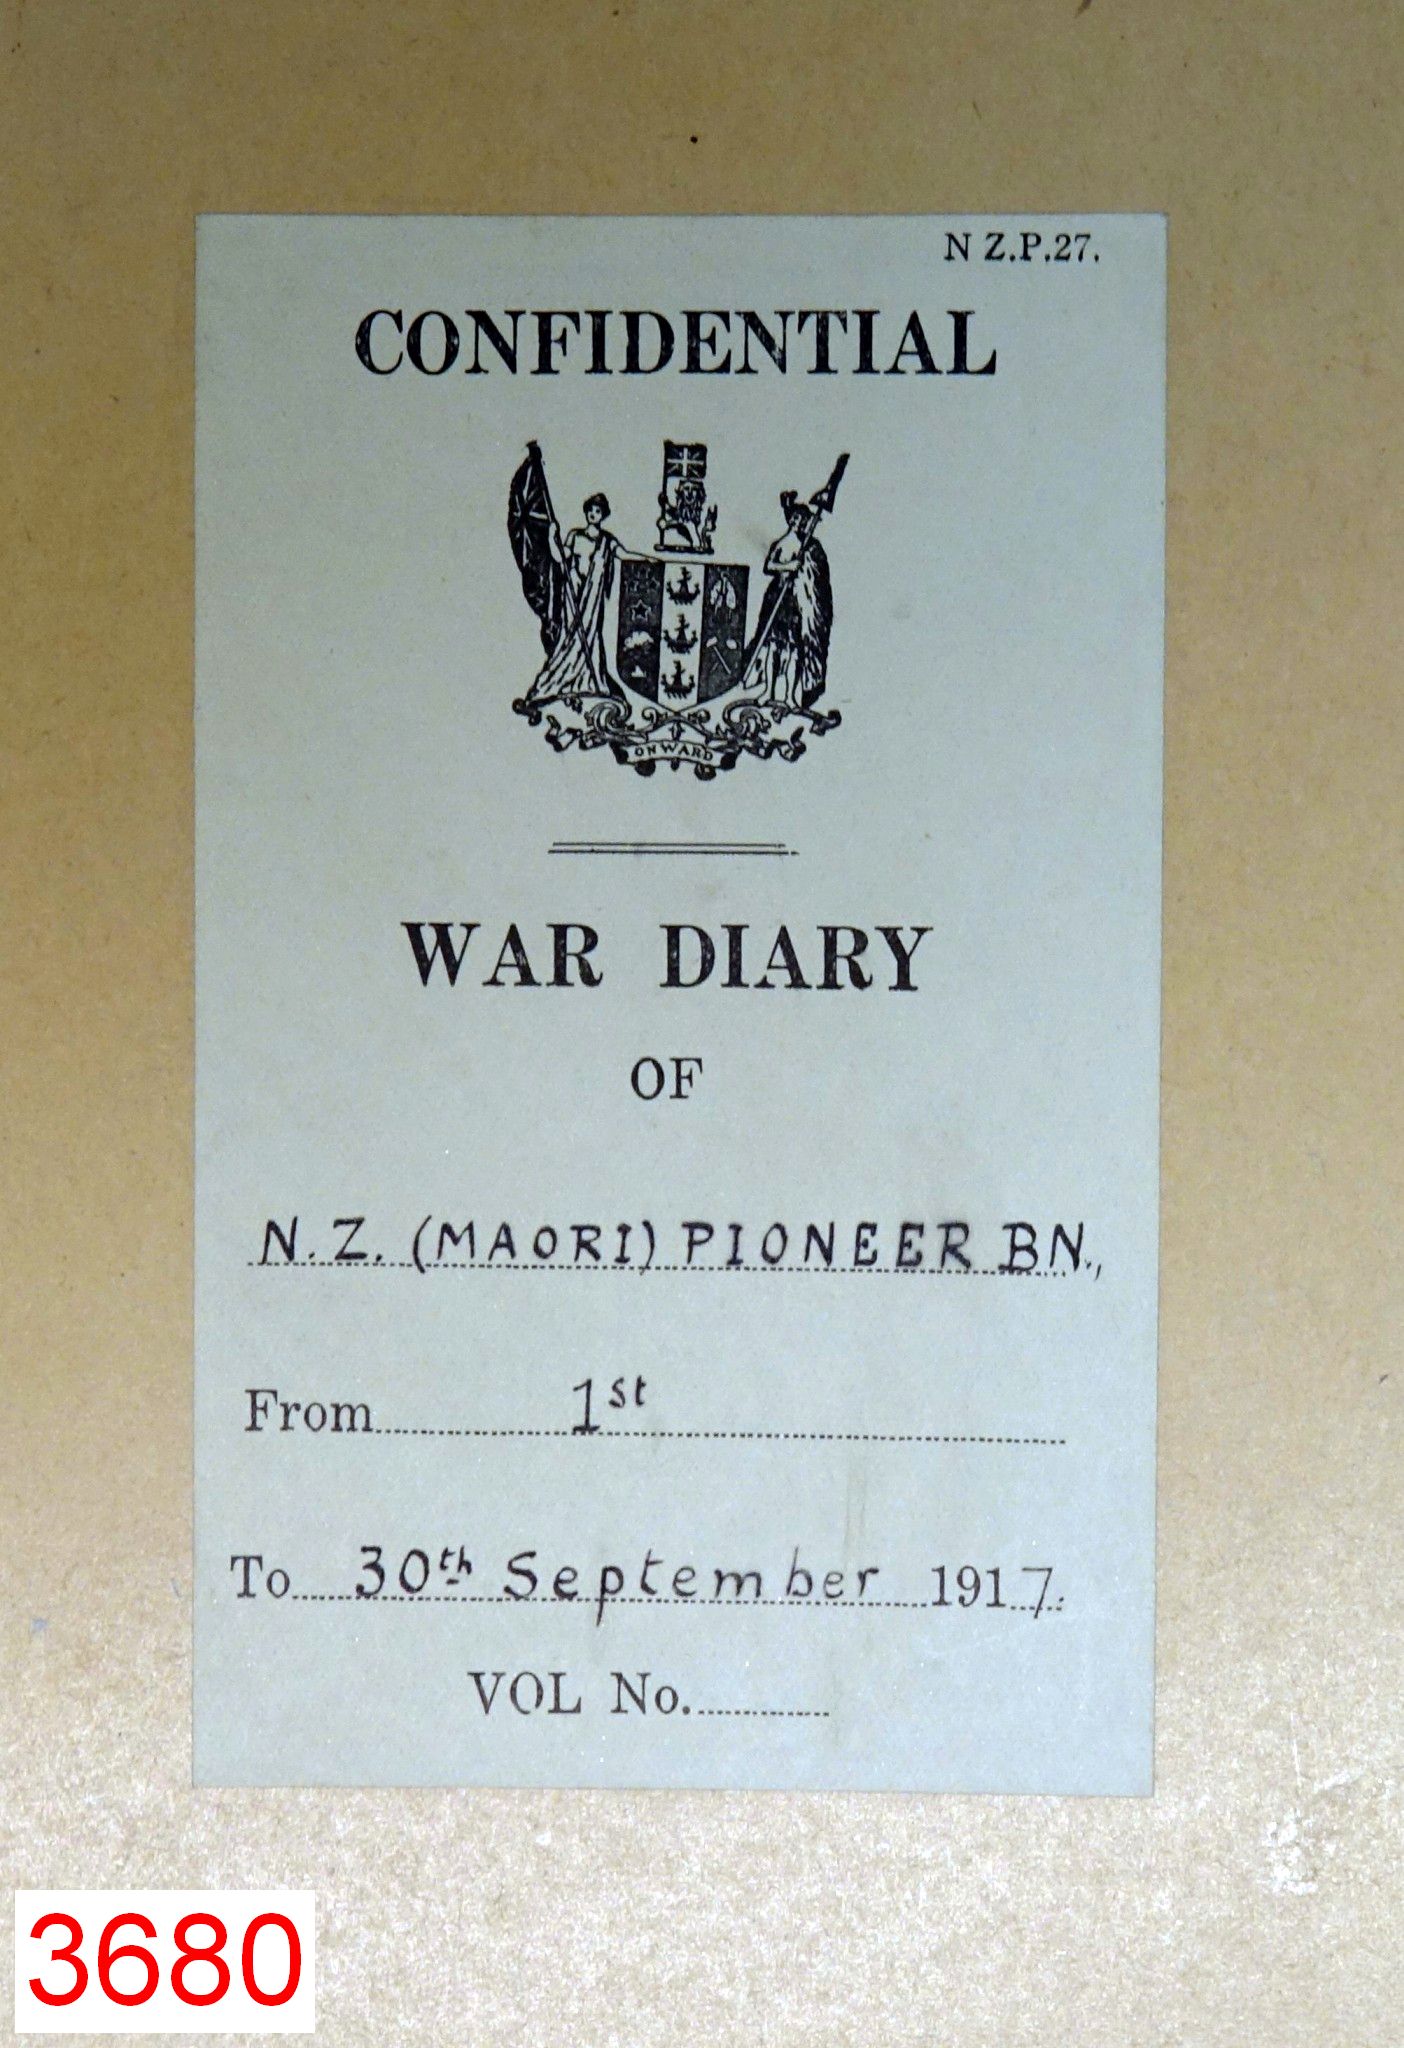 N Z.P.27.
CONFIDENTIAL
ONWARD
WAR DIARY
OF
N.Z. (MAORI) PIONEER BN.,
From 1st
To 30th September 1917.
VOL No.
3680